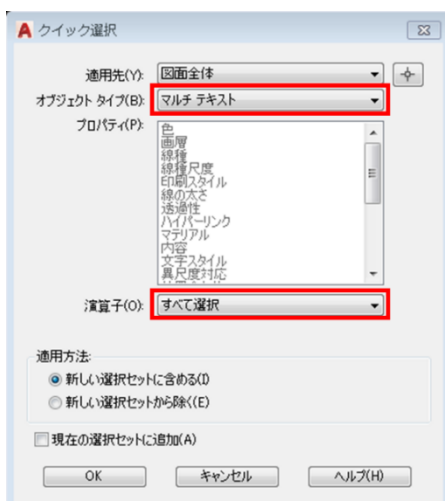 クイック選択
適用先(Y): 図面全体
オブジェクト タイプ(B): マルチ テキスト
プロパティ(P): 色
画層
線種
線種尺度
印刷スタイル
線の太さ
透過性
ハイパーリンク
マテリアル
内容
文字スタイル
異尺度対応
演算子(O): すべて選択
適用方法:
新しい選択セットに含める(I)
新しい選択セットから除く(E)
現在の選択セットに追加(A)
OK キャンセル ヘルプ(H)